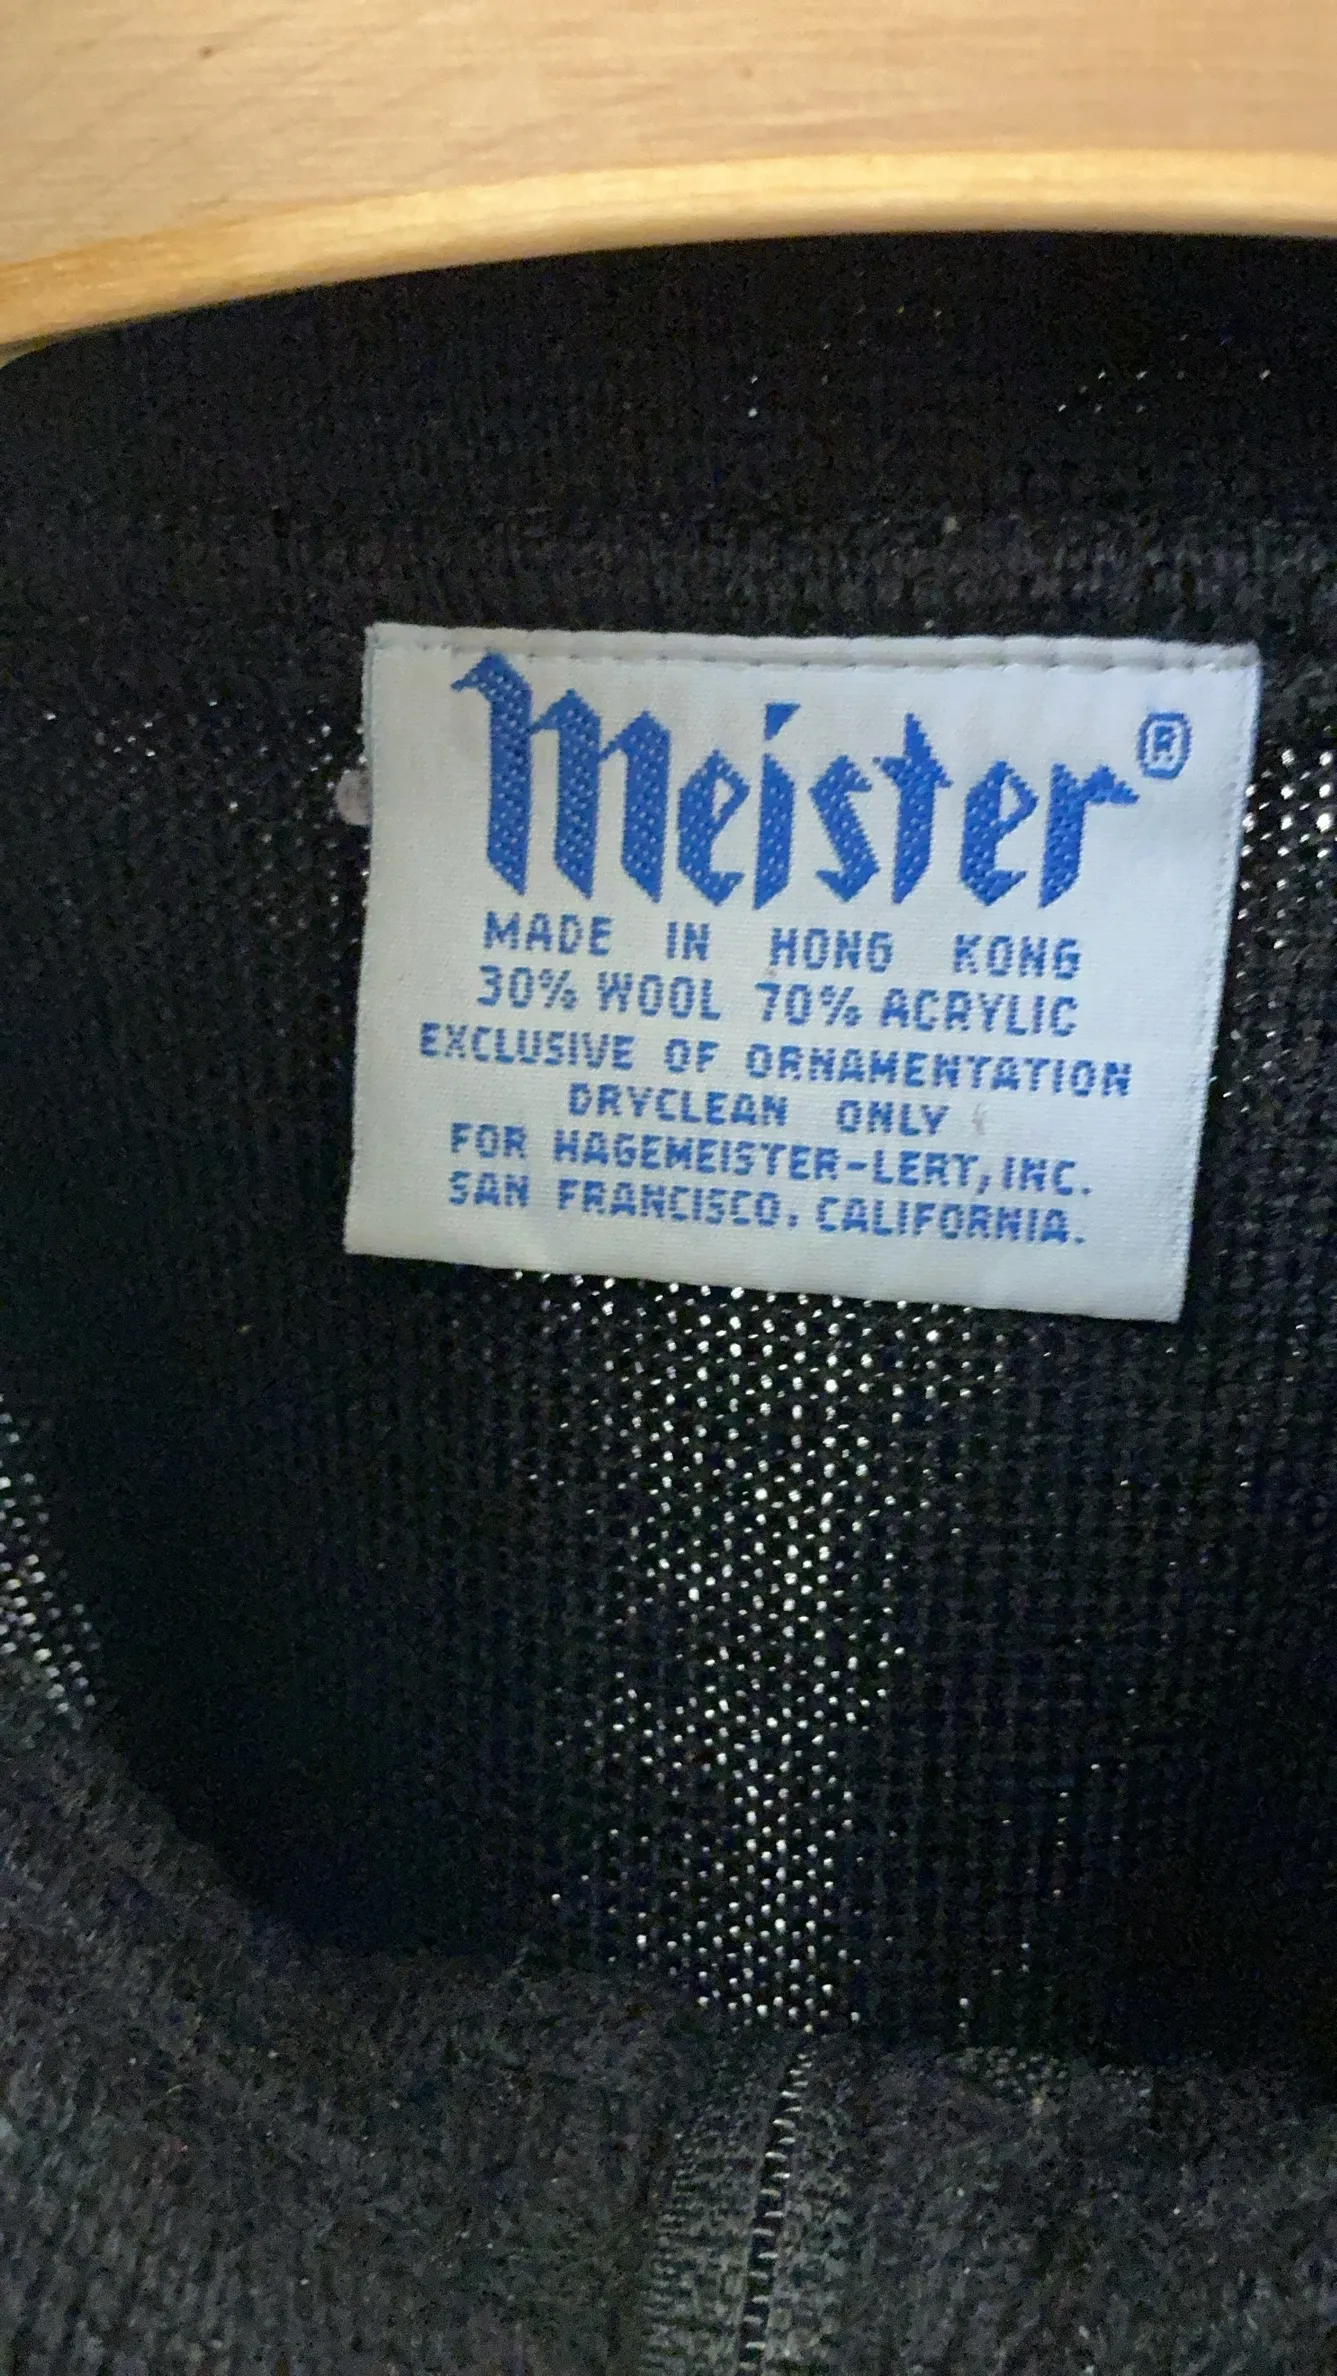 Meister®
MADE IN HONG KONG
30% WOOL 70% ACRYLIC
EXCLUSIVE OF ORNAMENTATION
DRYCLEAN ONLY
FOR HAGEMEISTER-LERT, INC.
SAN FRANCISCO. CALIFORNIA.